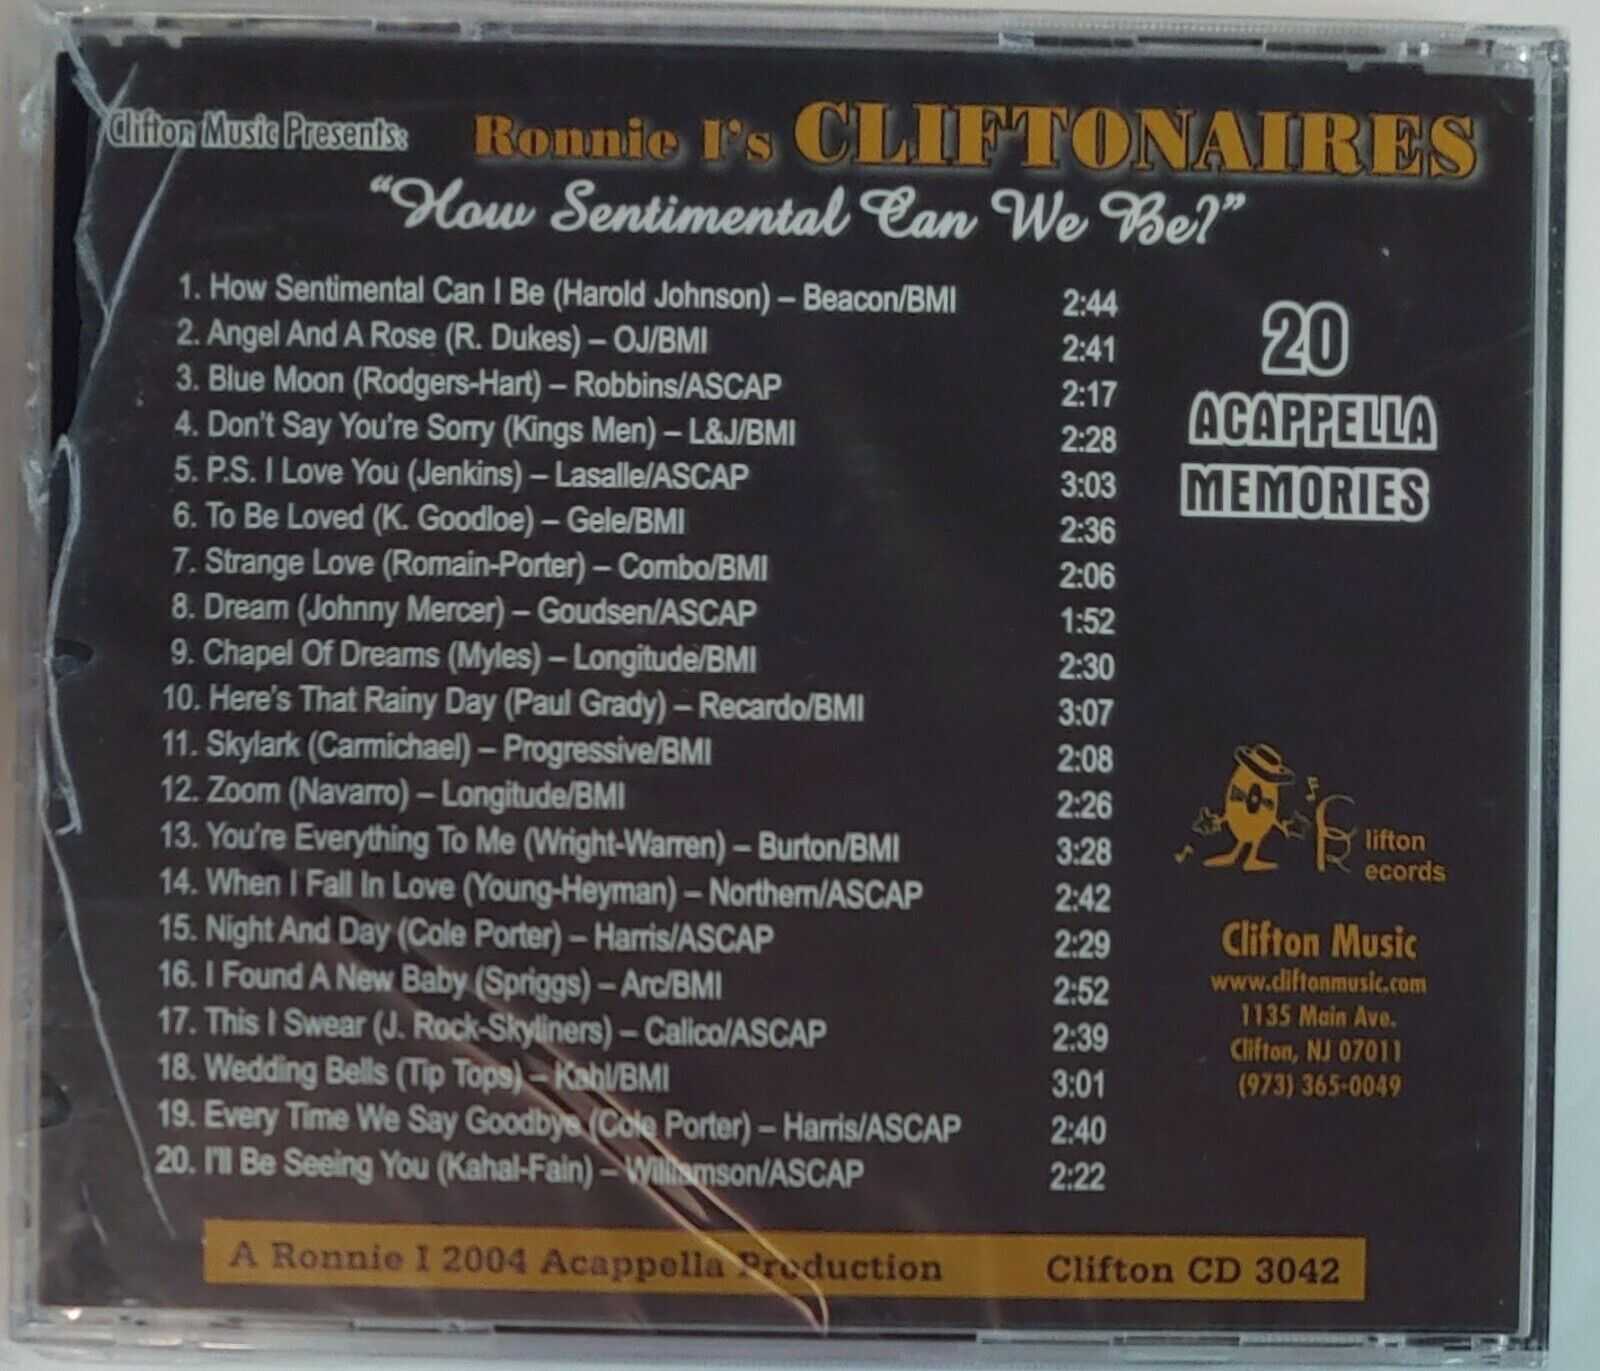 Clifton Music Presents: Ronnie I's CLIFTONAIRES
"How Sentimental Can We Be?"
1. How Sentimental Can I Be (Harold Johnson) – Beacon/BMI 2:44
2. Angel And A Rose (R. Dukes) – OJ/BMI 2:41
3. Blue Moon (Rodgers-Hart) – Robbins/ASCAP 2:17
4. Don't Say You're Sorry (Kings Men) – L&J/BMI 2:28
5. P.S. I Love You (Jenkins) – Lasalle/ASCAP 3:03
6. To Be Loved (K. Goodloe) – Gele/BMI 2:36
7. Strange Love (Romain-Porter) – Combo/BMI 2:06
8. Dream (Johnny Mercer) – Goudsen/ASCAP 1:52
9. Chapel Of Dreams (Myles) – Longitude/BMI 2:30
10. Here's That Rainy Day (Paul Grady) – Recardo/BMI 3:07
11. Skylark (Carmichael) – Progressive/BMI 2:08
12. Zoom (Navarro) – Longitude/BMI 2:26
13. You're Everything To Me (Wright-Warren) – Burton/BMI 3:28
14. When I Fall In Love (Young-Heyman) – Northern/ASCAP 2:42
15. Night And Day (Cole Porter) – Harris/ASCAP 2:29
16. I Found A New Baby (Spriggs) – Arc/BMI 2:52
17. This I Swear (J. Rock-Skyliners) – Calico/ASCAP 2:39
18. Wedding Bells (Tip Tops) – Kahl/BMI 3:01
19. Every Time We Say Goodbye (Cole Porter) – Harris/ASCAP 2:40
20. I'll Be Seeing You (Kahal-Fain) – Williamson/ASCAP 2:22
20
ACAPPELLA
MEMORIES
Clifton
Records
Clifton Music
www.cliftonmusic.com
1135 Main Ave.
Clifton, NJ 07011
(973) 365-0049
A Ronnie I 2004 Acappella Production Clifton CD 3042